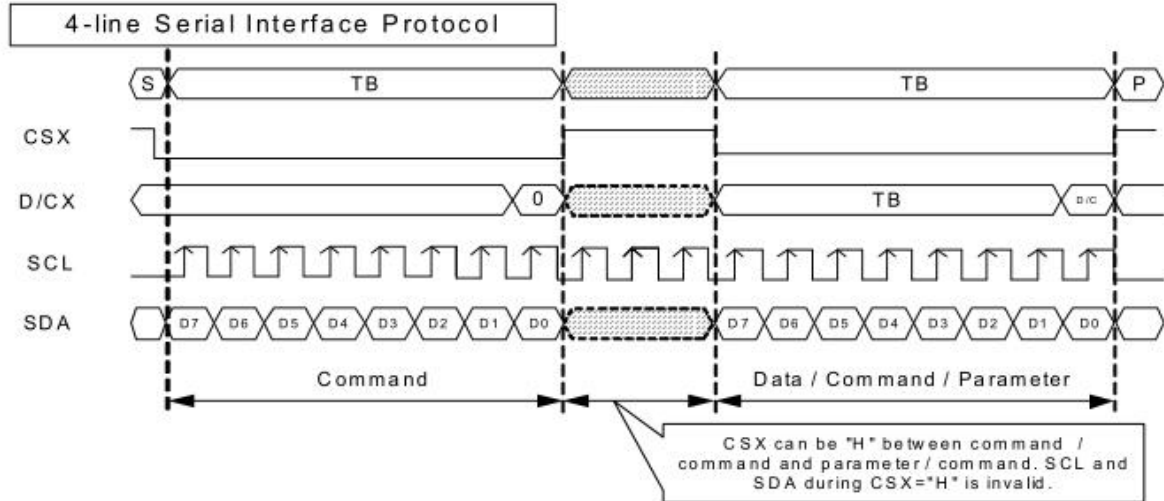 4-line Serial Interface Protocol
S TB TB P
CSX
D/CX 0 TB D/C
SCL
SDA D7 D6 D5 D4 D3 D2 D1 D0 D7 D6 D5 D4 D3 D2 D1 D0
Command Data / Command / Parameter
CSX can be "H" between command /
command and parameter / command. SCL and
SDA during CSX="H" is invalid.